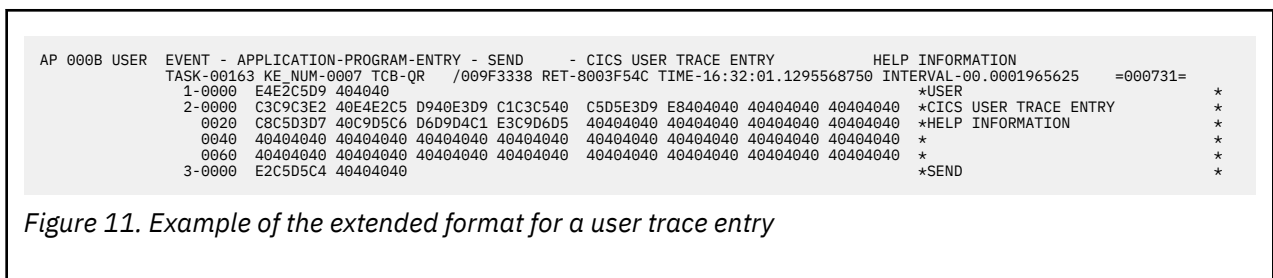 AP 000B USER  EVENT - APPLICATION-PROGRAM-ENTRY - SEND     - CICS USER TRACE ENTRY          HELP INFORMATION
TASK-00163 KE_NUM-0007 TCB-QR   /009F3338 RET-8003F54C TIME-16:32:01.1295568750 INTERVAL-00.0001965625    =000731=
1-0000  E4E2C5D9 404040                                                            *USER                                   *
2-0000  C3C9C3E2 40E4E2C5 D940E3D9 C1C3C540  C5D5E3D9 E8404040 40404040 40404040  *CICS USER TRACE ENTRY            *
0020  C8C5D3D7 40C9D5C6 D6D9D4C1 E3C9D6D5  40404040 40404040 40404040 40404040  *HELP INFORMATION                 *
0040  40404040 40404040 40404040 40404040  40404040 40404040 40404040 40404040  *                                 *
0060  40404040 40404040 40404040 40404040  40404040 40404040 40404040 40404040  *                                 *
3-0000  E2C5D5C4 40404040                                                          *SEND                                   *
Figure 11. Example of the extended format for a user trace entry